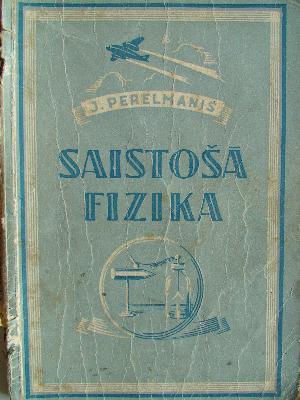 J. PERELMANIS
SAISTOŠĀ
FIZIKA